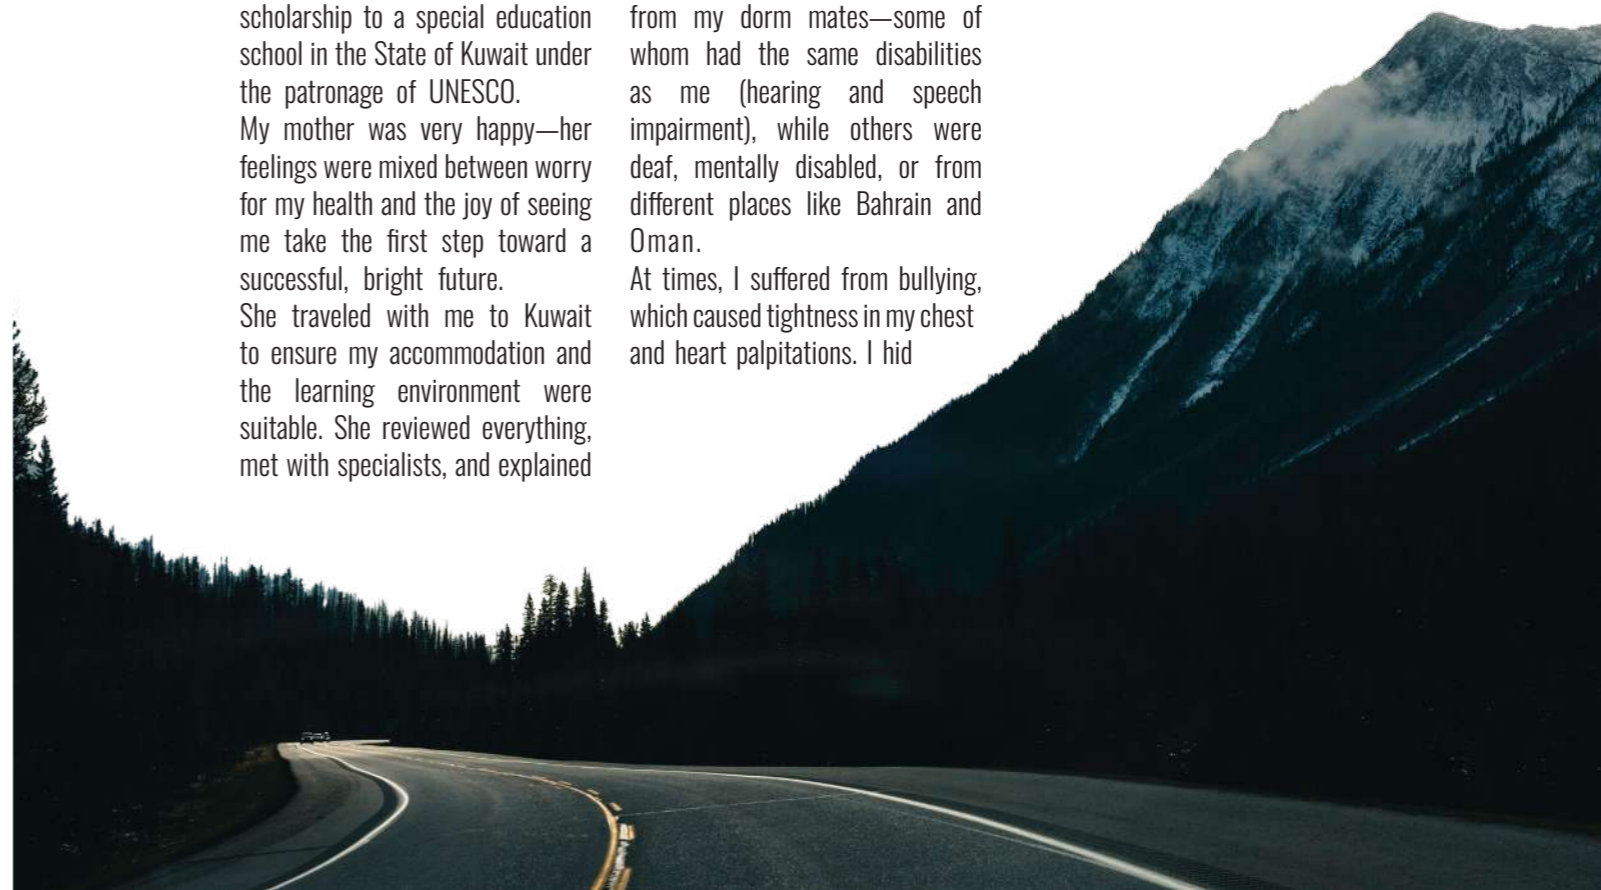 scholarship to a special education
school in the State of Kuwait under
the patronage of UNESCO.
My mother was very happy—her
feelings were mixed between worry
for my health and the joy of seeing
me take the first step toward a
successful, bright future.
She traveled with me to Kuwait
to ensure my accommodation and
the learning environment were
suitable. She reviewed everything,
met with specialists, and explained
from my dorm mates—some of
whom had the same disabilities
as me (hearing and speech
impairment), while others were
deaf, mentally disabled, or from
different places like Bahrain and
Oman.
At times, I suffered from bullying,
which caused tightness in my chest
and heart palpitations. I hid